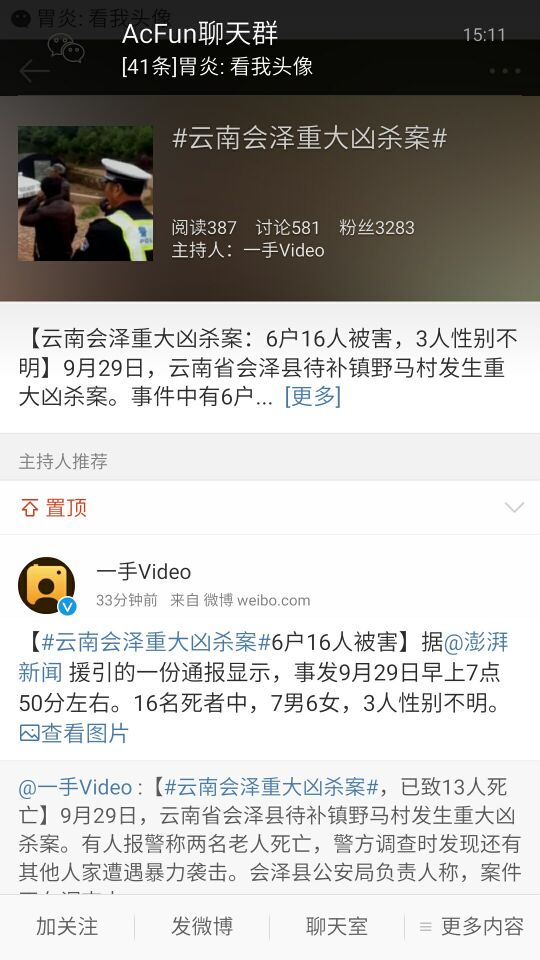 胃炎: 看我头像
AcFun聊天群
15:11
[41条]胃炎: 看我头像
#云南会泽重大凶杀案#
阅读387 讨论581 粉丝3283
主持人：一手Video
【云南会泽重大凶杀案：6户16人被害，3人性别不
明】9月29日，云南省会泽县待补镇野马村发生重
大凶杀案。事件中有6户... [更多]
主持人推荐
置顶
一手Video
33分钟前 来自 微博 weibo.com
【#云南会泽重大凶杀案#6户16人被害】据@澎湃
新闻 援引的一份通报显示，事发9月29日早上7点
50分左右。16名死者中，7男6女，3人性别不明。
查看图片
@一手Video :【#云南会泽重大凶杀案#，已致13人死
亡】9月29日，云南省会泽县待补镇野马村发生重大凶
杀案。有人报警称两名老人死亡，警方调查时发现还有
其他人家遭遇暴力袭击。会泽县公安局负责人称，案件
加关注
发微博
聊天室
更多内容